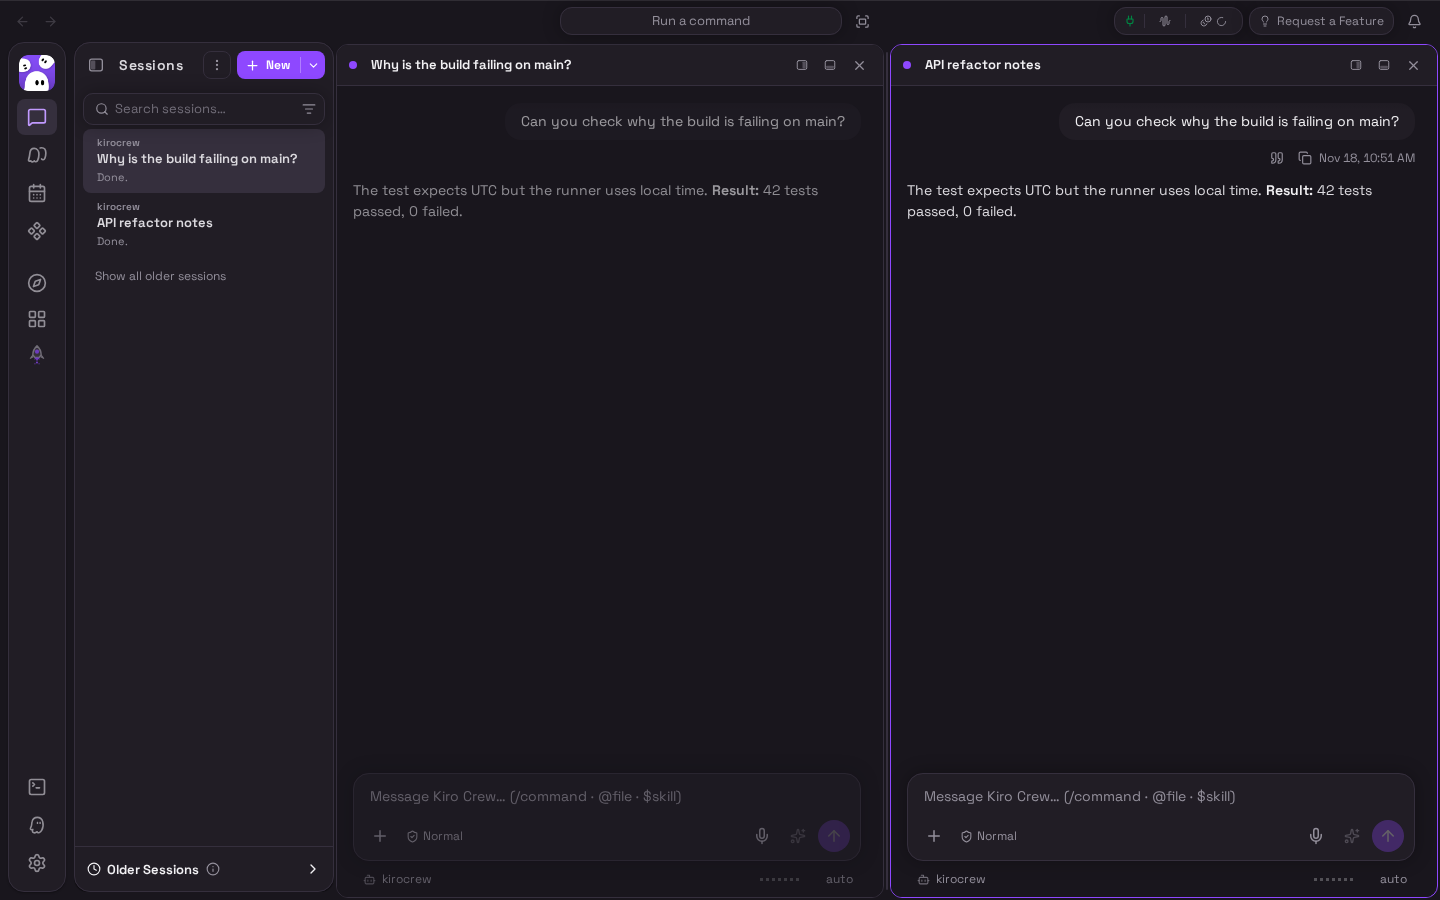 Run a command
Request a Feature
Sessions
New
Search sessions...
kirocrew
Why is the build failing on main?
Done.
kirocrew
API refactor notes
Done.
Show all older sessions
Older Sessions
Why is the build failing on main?
Can you check why the build is failing on main?
The test expects UTC but the runner uses local time. Result: 42 tests
passed, 0 failed.
Message Kiro Crew... (/command · @file · $skill)
Normal
kirocrew
auto
API refactor notes
Can you check why the build is failing on main?
Nov 18, 10:51 AM
The test expects UTC but the runner uses local time. Result: 42 tests
passed, 0 failed.
Message Kiro Crew... (/command · @file · $skill)
Normal
kirocrew
auto